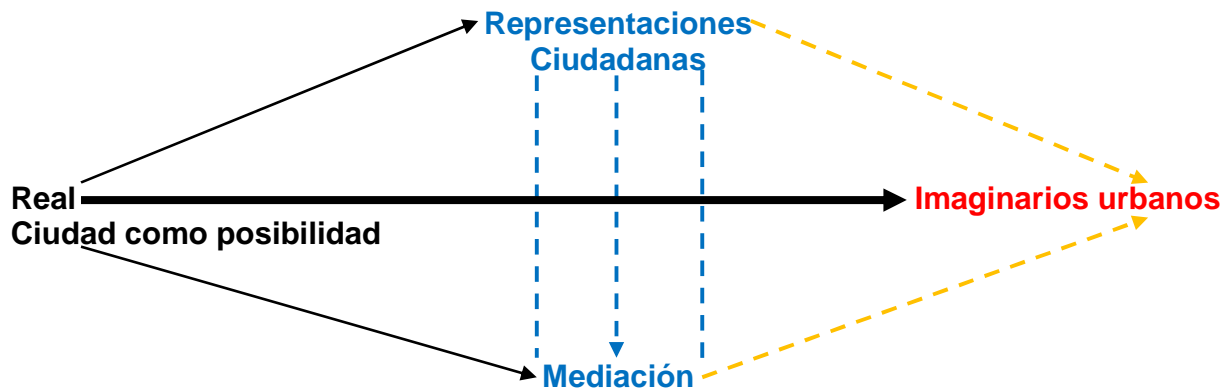 Representaciones
Ciudadanas
Real
Imaginarios urbanos
Ciudad como posibilidad
Mediación